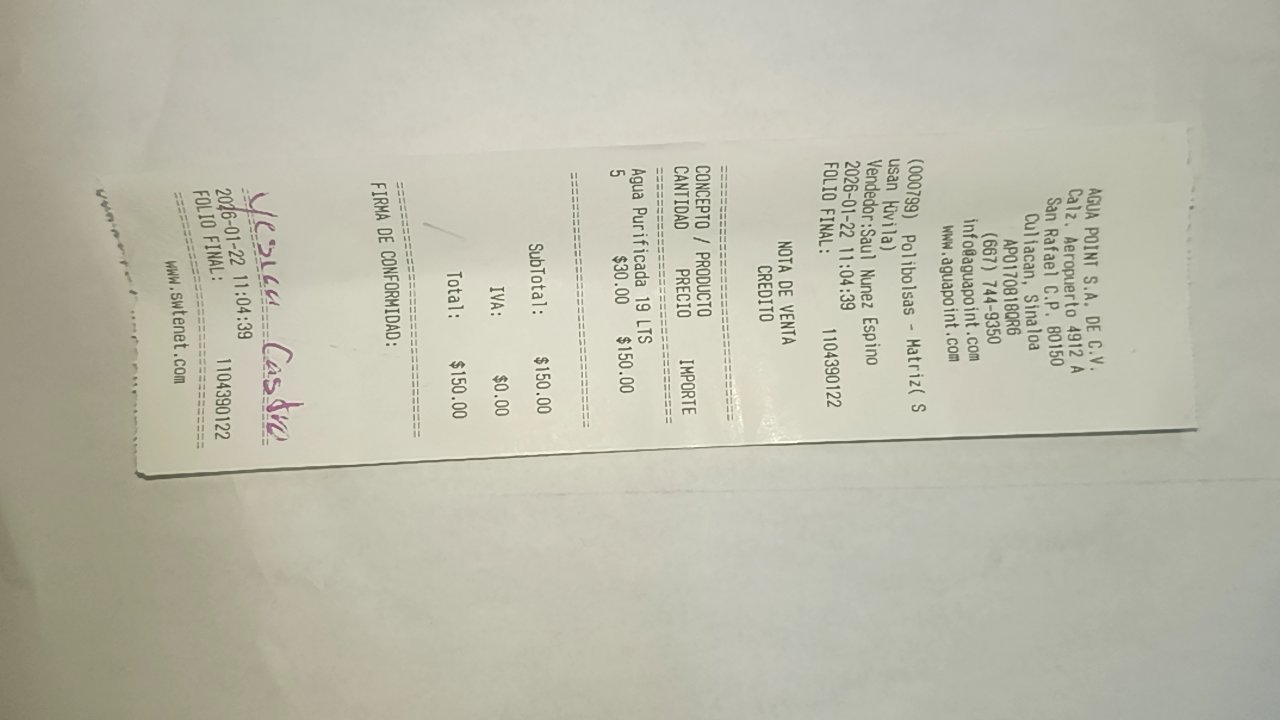 AGUA POINT S.A. DE C.V.
Calz. Aeropuerto 4912 A
San Rafael C.P. 80150
Culiacan, Sinaloa
APO170818QR6
(667) 744-9350
info@aguapoint.com
www.aguapoint.com
(000799) Polibolsas - Matriz( S
usan Hivila)
Vendedor:Saul Nunez Espino
2026-01-22 11:04:39
FOLIO FINAL: 1104390122
NOTA DE VENTA
CREDITO
CONCEPTO / PRODUCTO
CANTIDAD PRECIO IMPORTE
Agua Purificada 19 LTS
5 $30.00 $150.00
SubTotal: $150.00
IVA: $0.00
Total: $150.00
FIRMA DE CONFORMIDAD:
Yesica Castro
2026-01-22 11:04:39
FOLIO FINAL: 1104390122
www.swtenet.com